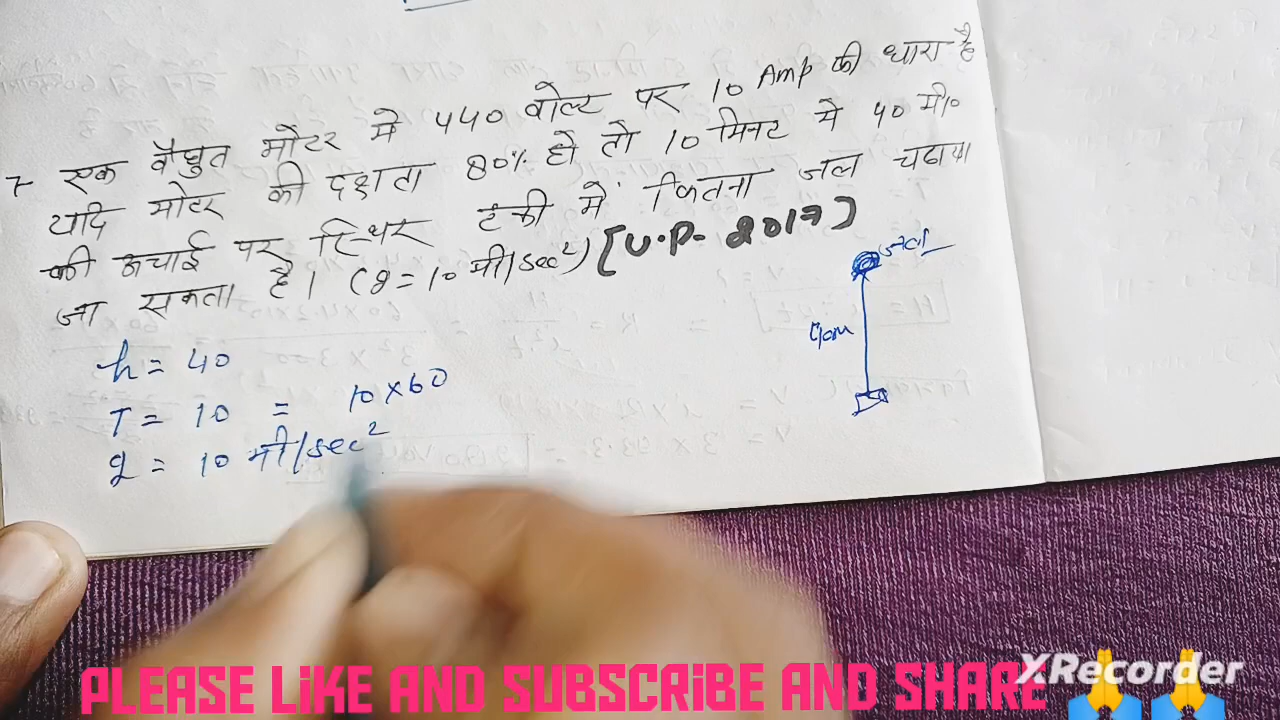 7 एक वैधुत मोटर मे 440 वोल्ट पर 10 Amp की धारा है
यदि मोटर की दक्षता 80% हो तो 10 मिनट मे 40 मी०
की ऊचाई पर स्थिर टंकी में कितना जल चढाया
जा सकता है। (g = 10 मी/sec²) [U.P. 2017]
जल
40m
h = 40
T = 10 = 10×60
g = 10 मी/sec²
PLEASE LIKE AND SUBSCRIBE AND SHARE 🙏🙏
XRecorder